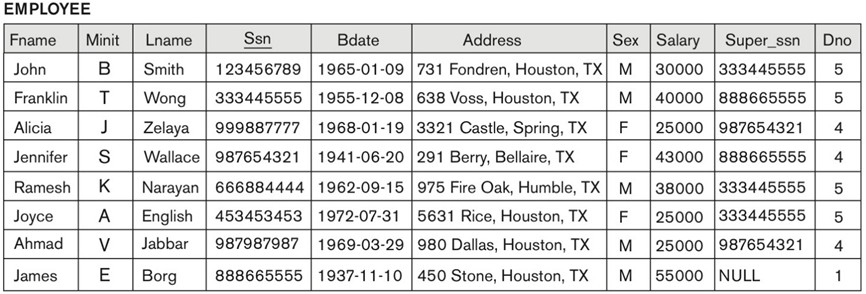 EMPLOYEE
Fname Minit Lname Ssn Bdate Address Sex Salary Super_ssn Dno
John B Smith 123456789 1965-01-09 731 Fondren, Houston, TX M 30000 333445555 5
Franklin T Wong 333445555 1955-12-08 638 Voss, Houston, TX M 40000 888665555 5
Alicia J Zelaya 999887777 1968-01-19 3321 Castle, Spring, TX F 25000 987654321 4
Jennifer S Wallace 987654321 1941-06-20 291 Berry, Bellaire, TX F 43000 888665555 4
Ramesh K Narayan 666884444 1962-09-15 975 Fire Oak, Humble, TX M 38000 333445555 5
Joyce A English 453453453 1972-07-31 5631 Rice, Houston, TX F 25000 333445555 5
Ahmad V Jabbar 987987987 1969-03-29 980 Dallas, Houston, TX M 25000 987654321 4
James E Borg 888665555 1937-11-10 450 Stone, Houston, TX M 55000 NULL 1